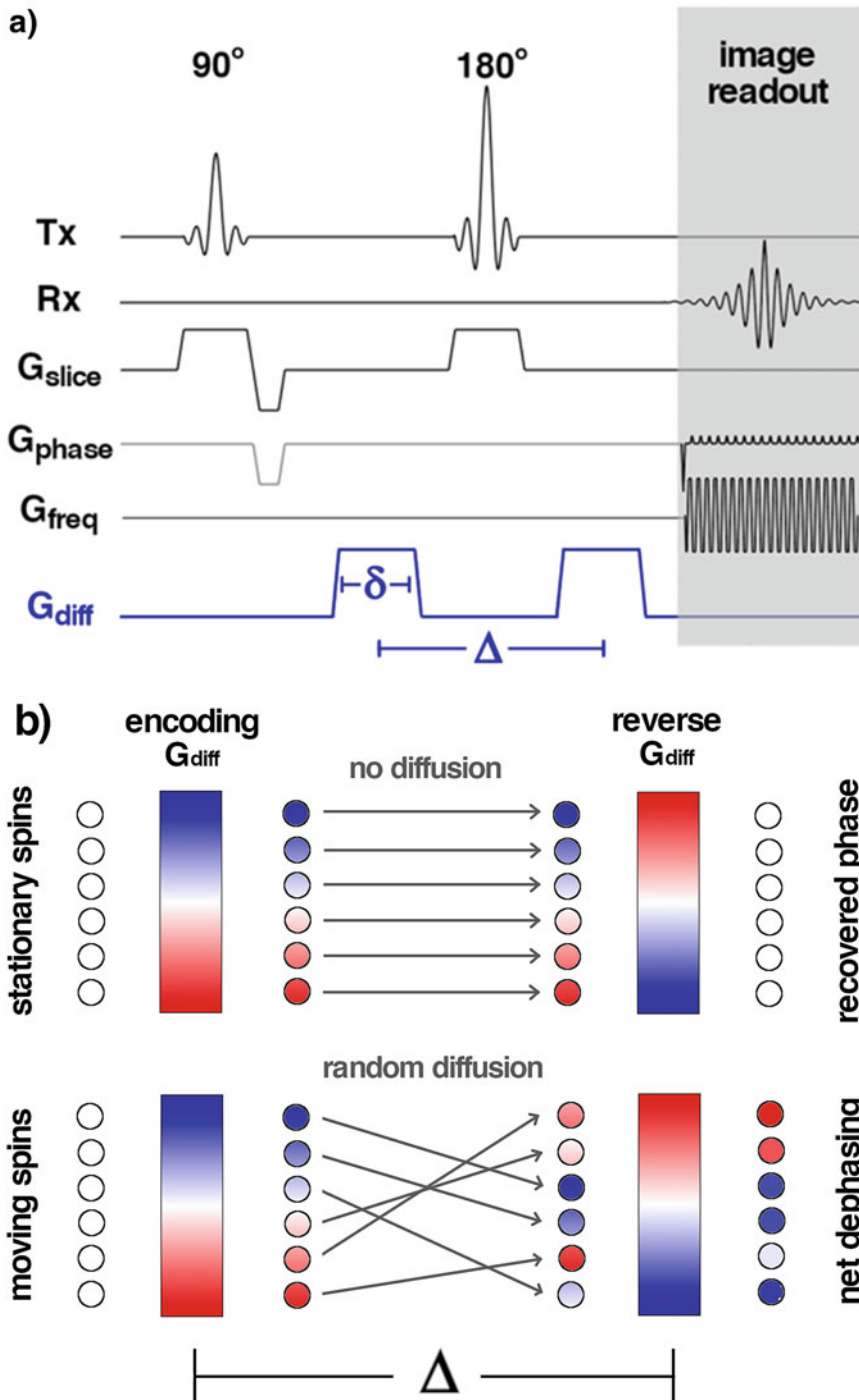 a)
90°
180°
image
readout
Tx
Rx
Gslice
Gphase
Gfreq
Gdiff
δ
Δ
b)
encoding
Gdiff
reverse
Gdiff
no diffusion
stationary spins
recovered phase
random diffusion
moving spins
net dephasing
Δ